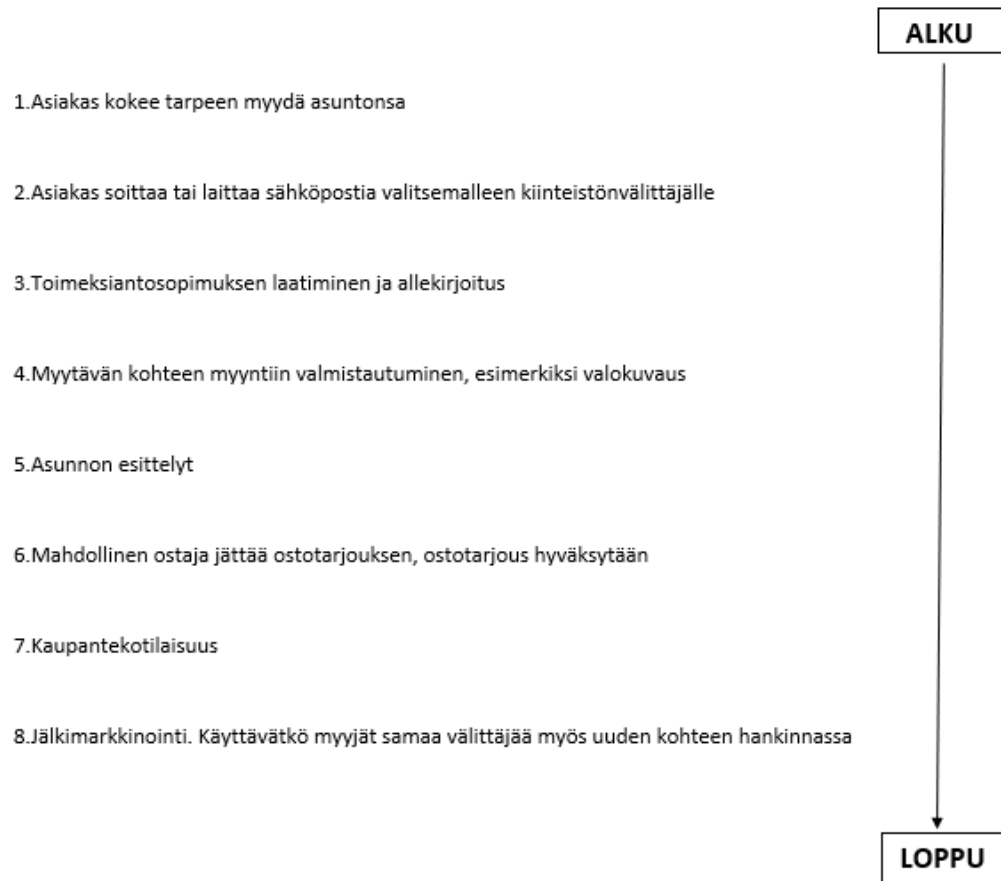 ALKU
1.Asiakas kokee tarpeen myydä asuntonsa
2.Asiakas soittaa tai laittaa sähköpostia valitsemalleen kiinteistönvälittäjälle
3.Toimeksiantosopimuksen laatiminen ja allekirjoitus
4.Myytävän kohteen myyntiin valmistautuminen, esimerkiksi valokuvaus
5.Asunnon esittelyt
6.Mahdollinen ostaja jättää ostotarjouksen, ostotarjous hyväksytään
7.Kaupantekotilaisuus
8.Jälkimarkkinointi. Käyttävätkö myyjät samaa välittäjää myös uuden kohteen hankinnassa
LOPPU